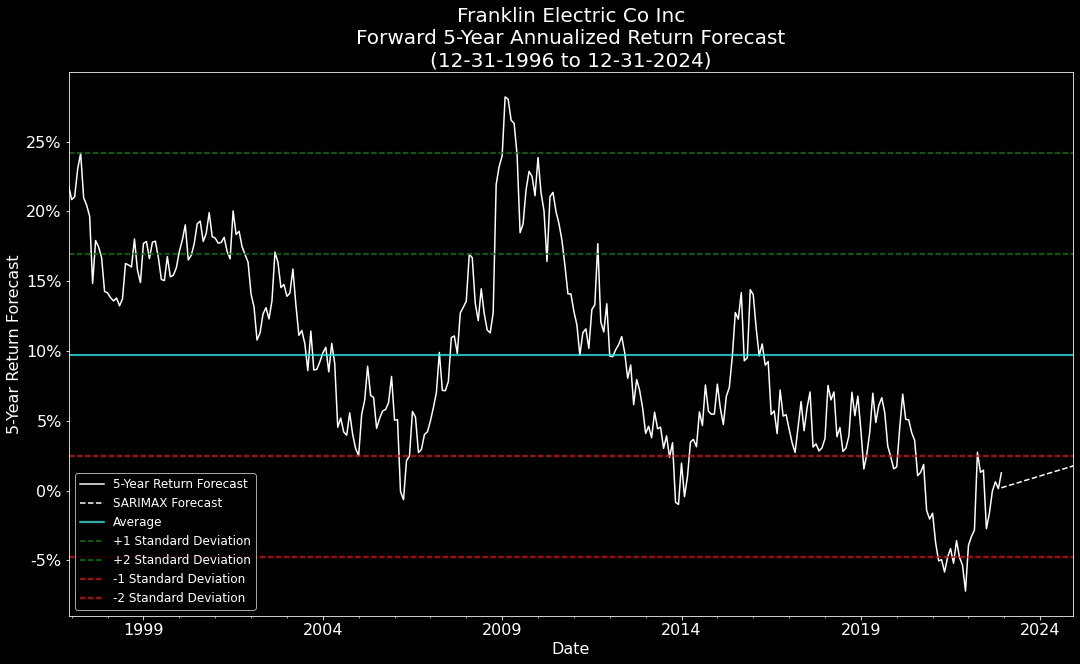 Franklin Electric Co Inc
Forward 5-Year Annualized Return Forecast
(12-31-1996 to 12-31-2024)
5-Year Return Forecast
25%
20%
15%
10%
5%
0%
-5%
5-Year Return Forecast
SARIMAX Forecast
Average
+1 Standard Deviation
+2 Standard Deviation
-1 Standard Deviation
-2 Standard Deviation
1999
2004
2009
2014
2019
2024
Date